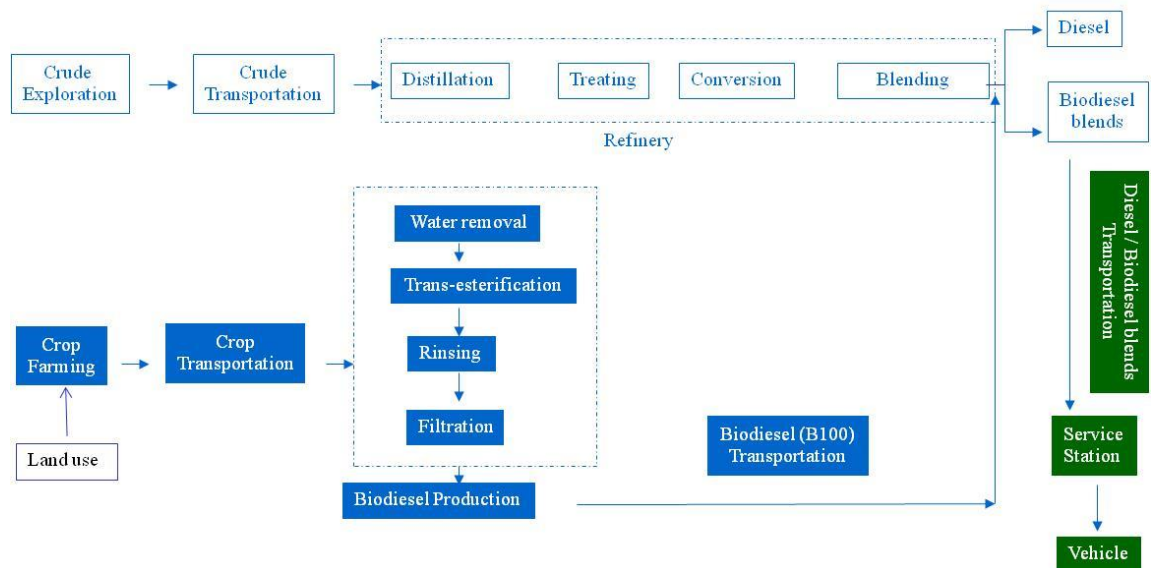 Crude
Exploration
Crude
Transportation
Distillation
Treating
Conversion
Blending
Refinery
Diesel
Biodiesel
blends
Water removal
Trans-esterification
Rinsing
Filtration
Crop
Farming
Crop
Transportation
Land use
Biodiesel Production
Biodiesel (B100)
Transportation
Diesel / Biodiesel blends
Transportation
Service
Station
Vehicle